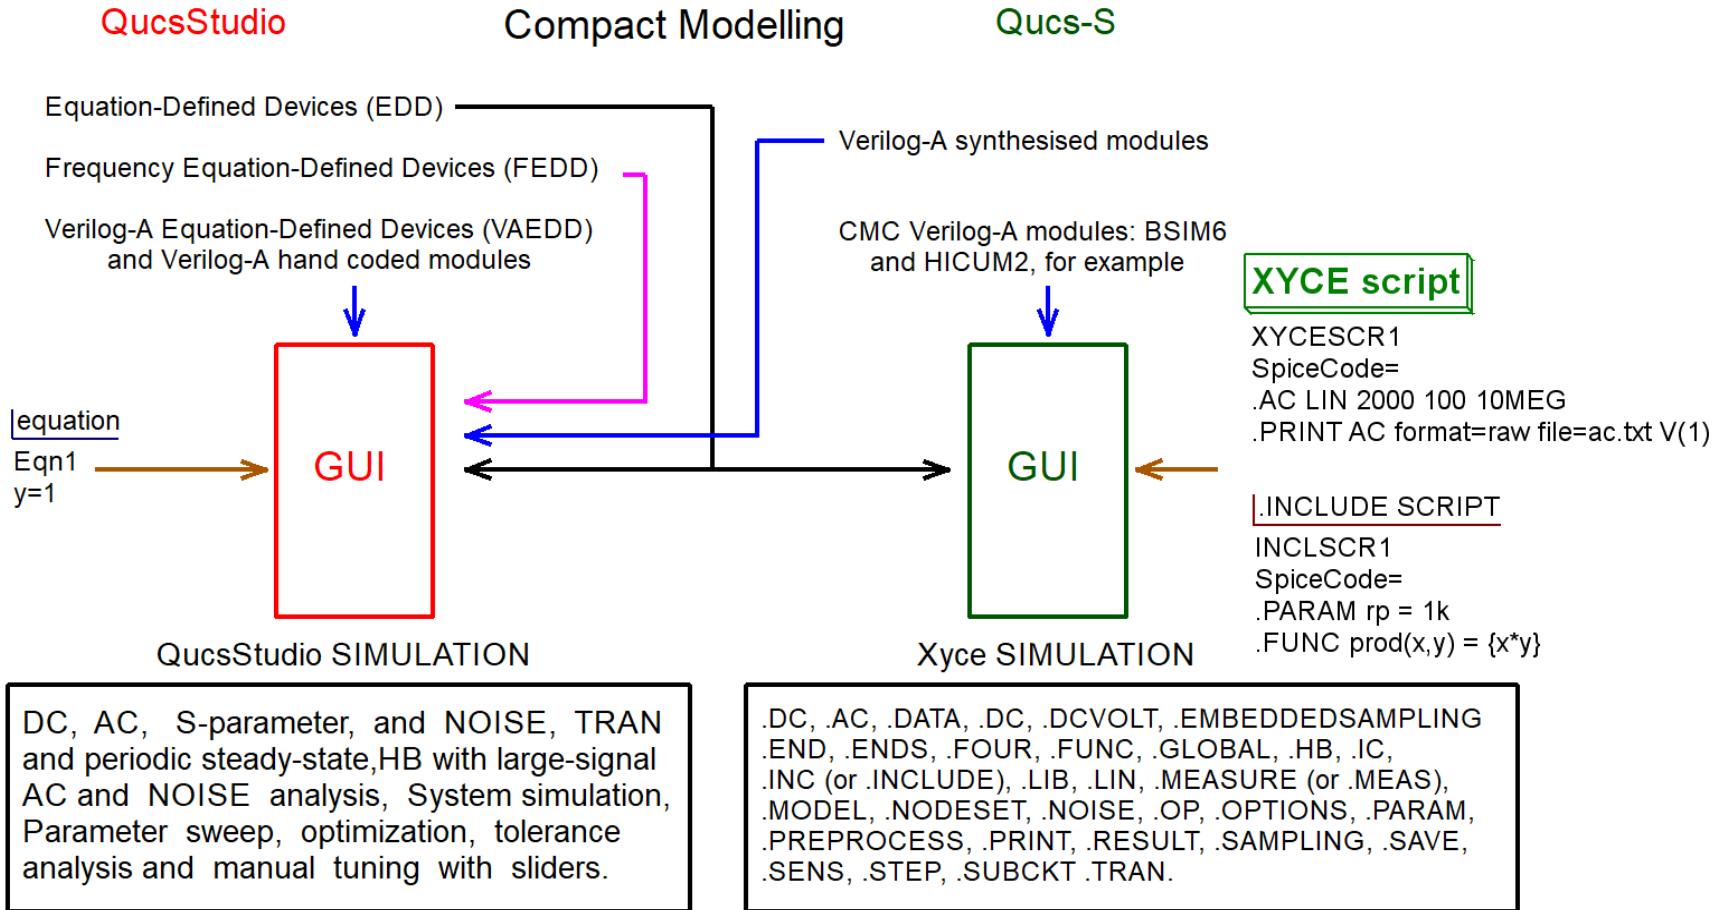 QucsStudio
Compact Modelling
Qucs-S
Equation-Defined Devices (EDD)
Frequency Equation-Defined Devices (FEDD)
Verilog-A Equation-Defined Devices (VAEDD)
and Verilog-A hand coded modules
Verilog-A synthesised modules
CMC Verilog-A modules: BSIM6
and HICUM2, for example
equation
Eqn1
y=1
GUI
GUI
XYCE script
XYCESCR1
SpiceCode=
.AC LIN 2000 100 10MEG
.PRINT AC format=raw file=ac.txt V(1)
.INCLUDE SCRIPT
INCLSCR1
SpiceCode=
.PARAM rp = 1k
.FUNC prod(x,y) = {x*y}
QucsStudio SIMULATION
DC, AC, S-parameter, and NOISE, TRAN
and periodic steady-state,HB with large-signal
AC and NOISE analysis, System simulation,
Parameter sweep, optimization, tolerance
analysis and manual tuning with sliders.
Xyce SIMULATION
.DC, .AC, .DATA, .DC, .DCVOLT, .EMBEDDEDSAMPLING
.END, .ENDS, .FOUR, .FUNC, .GLOBAL, .HB, .IC,
.INC (or .INCLUDE), .LIB, .LIN, .MEASURE (or .MEAS),
.MODEL, .NODESET, .NOISE, .OP, .OPTIONS, .PARAM,
.PREPROCESS, .PRINT, .RESULT, .SAMPLING, .SAVE,
.SENS, .STEP, .SUBCKT .TRAN.